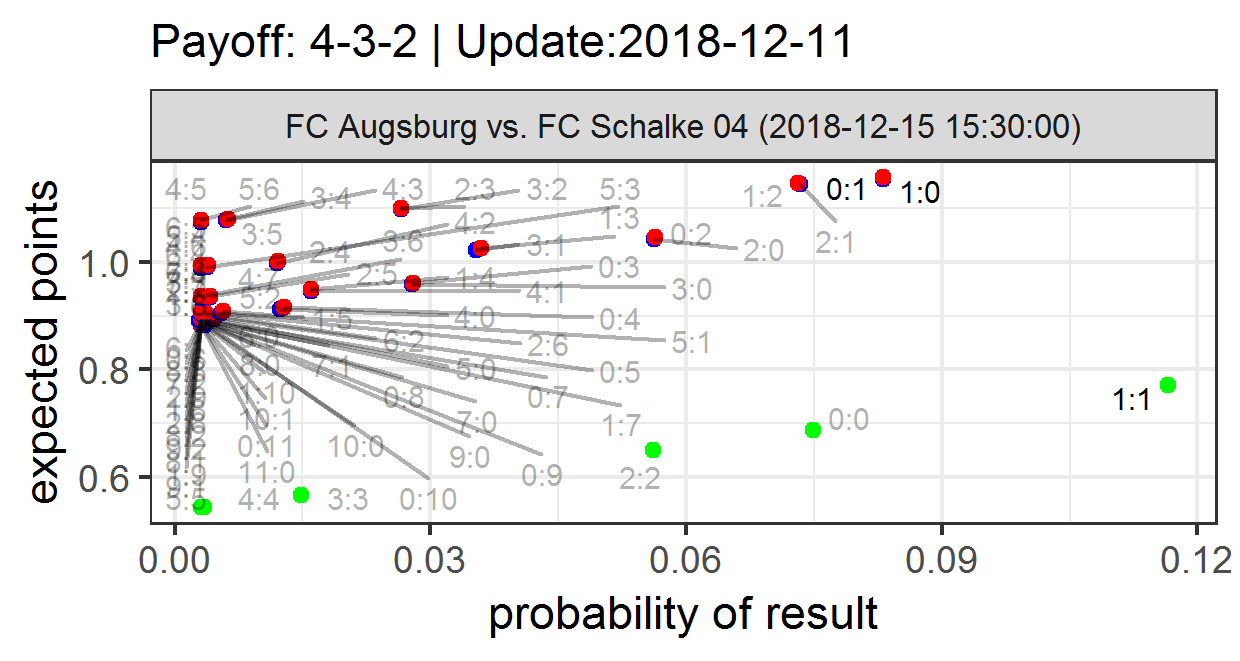 Payoff: 4-3-2 | Update:2018-12-11
FC Augsburg vs. FC Schalke 04 (2018-12-15 15:30:00)
4:5 5:6 3:4 4:3 2:3 3:2 5:3 1:2 0:1 1:0
3:5 2:4 3:6 4:2 3:1 1:3 0:2 2:0 2:1
4:7 2:5 1:4 4:1 0:3 3:0
5:2 1:5 4:0 0:4
6:0 6:2 2:6 5:1
8:0 7:1 5:0 0:5
1:10 0:8 0:7 1:1
10:1 7:0 1:7 0:0
0:11 10:0 9:0
11:0 0:9 2:2
5:5 4:4 3:3 0:10
expected points
1.0
0.8
0.6
0.00 0.03 0.06 0.09 0.12
probability of result